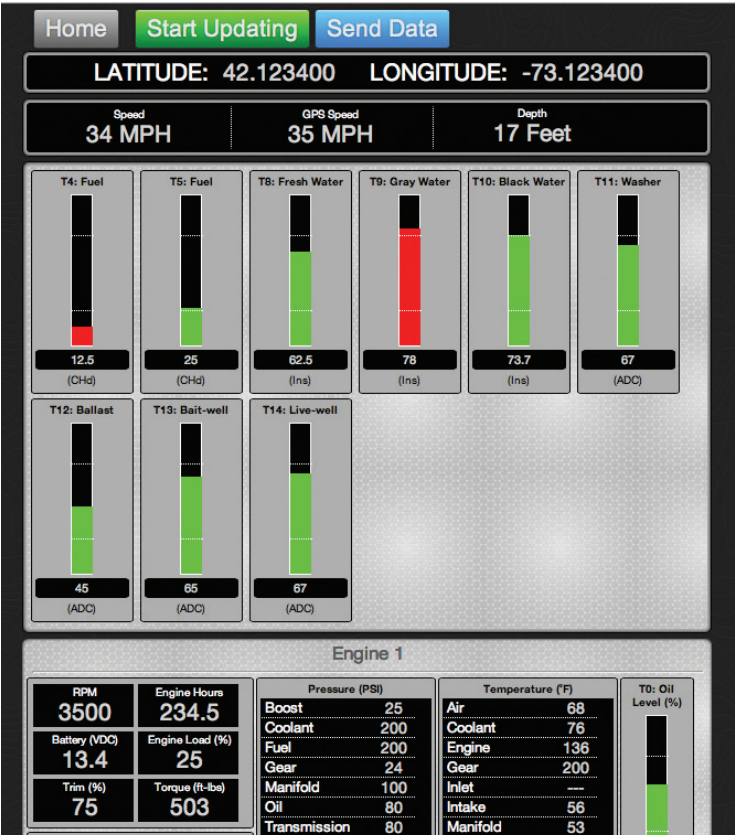 Home Start Updating Send Data
LATITUDE: 42.123400 LONGITUDE: -73.123400
Speed GPS Speed Depth
34 MPH 35 MPH 17 Feet
T4: Fuel T5: Fuel T8: Fresh Water T9: Gray Water T10: Black Water T11: Washer
12.5 25 62.5 78 73.7 67
(CHd) (CHd) (Ins) (Ins) (Ins) (ADC)
T12: Ballast T13: Bait-well T14: Live-well
45 65 67
(ADC) (ADC) (ADC)
Engine 1
RPM Engine Hours
3500 234.5
Battery (VDC) Engine Load (%)
13.4 25
Trim (%) Torque (ft-lbs)
75 503
Pressure (PSI)
Boost 25
Coolant 200
Fuel 200
Gear 24
Manifold 100
Oil 80
Transmission 80
Temperature (°F)
Air 68
Coolant 76
Engine 136
Gear 200
Inlet ---
Intake 56
Manifold 53
T0: Oil
Level (%)